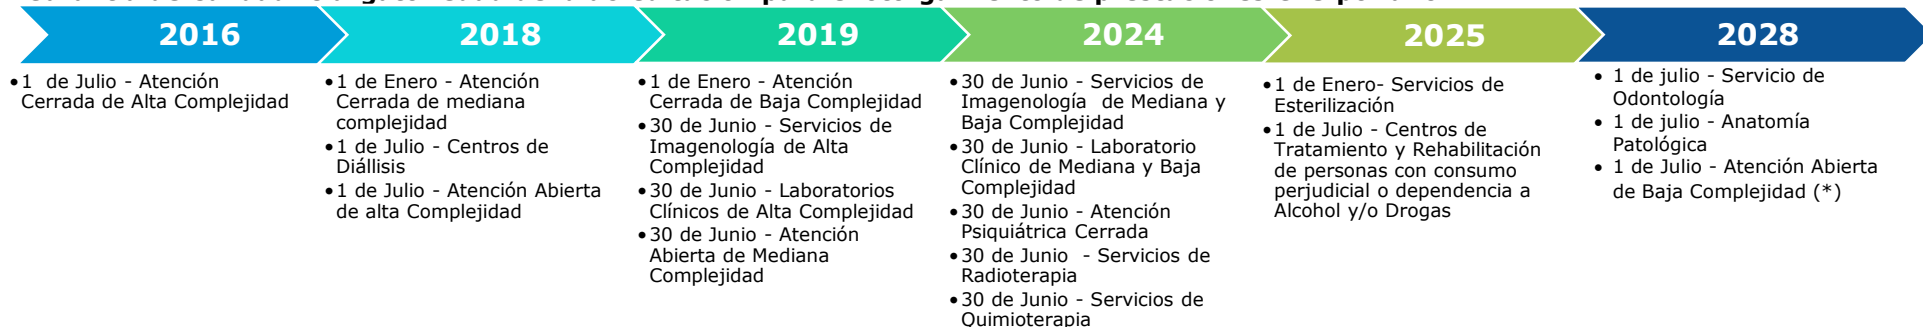 2016
•1 de Julio - Atención
Cerrada de Alta Complejidad
2018
•1 de Enero - Atención
Cerrada de mediana
complejidad
•1 de Julio - Centros de
Diállisis
•1 de Julio - Atención Abierta
de alta Complejidad
2019
•1 de Enero - Atención
Cerrada de Baja Complejidad
•30 de Junio - Servicios de
Imagenología de Alta
Complejidad
•30 de Junio - Laboratorios
Clínicos de Alta Complejidad
•30 de Junio - Atención
Abierta de Mediana
Complejidad
2024
•30 de Junio - Servicios de
Imagenología de Mediana y
Baja Complejidad
•30 de Junio - Laboratorio
Clínico de Mediana y Baja
Complejidad
•30 de Junio - Atención
Psiquiátrica Cerrada
•30 de Junio - Servicios de
Radioterapia
•30 de Junio - Servicios de
Quimioterapia
2025
•1 de Enero- Servicios de
Esterilización
•1 de Julio - Centros de
Tratamiento y Rehabilitación
de personas con consumo
perjudicial o dependencia a
Alcohol y/o Drogas
2028
• 1 de julio - Servicio de
Odontología
• 1 de julio - Anatomía
Patológica
• 1 de Julio - Atención Abierta
de Baja Complejidad (*)